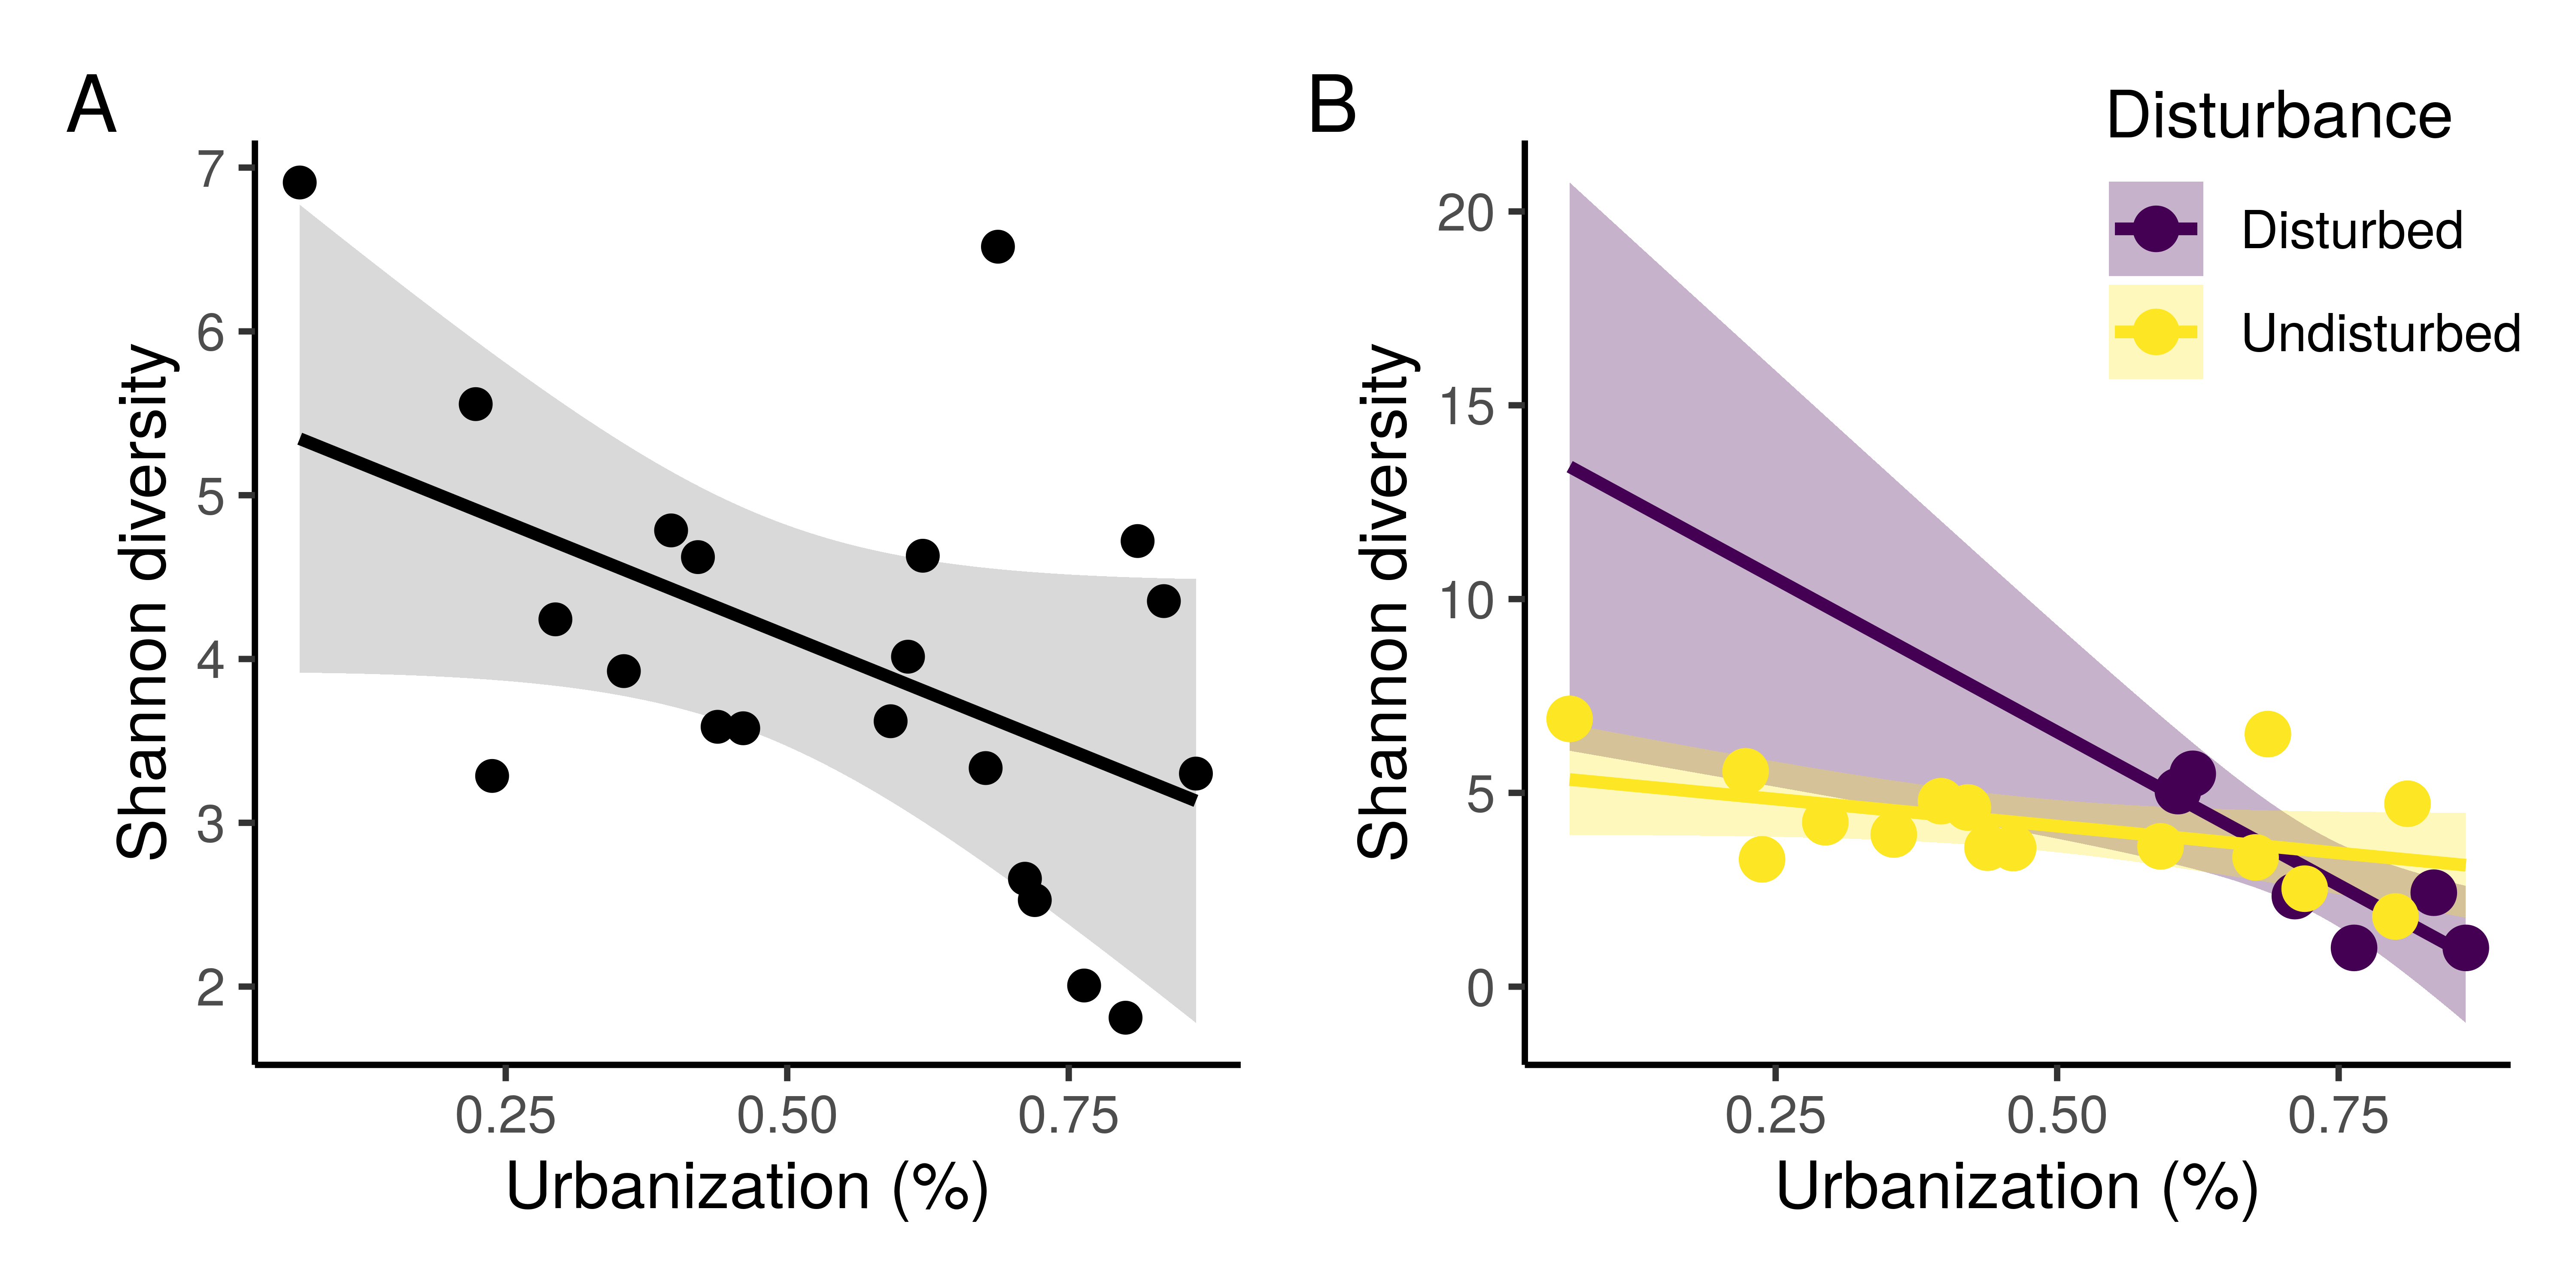 A
Shannon diversity
7
6
5
4
3
2
0.25 0.50 0.75
Urbanization (%)
B
Shannon diversity
20
15
10
5
0
0.25 0.50 0.75
Urbanization (%)
Disturbance
Disturbed
Undisturbed